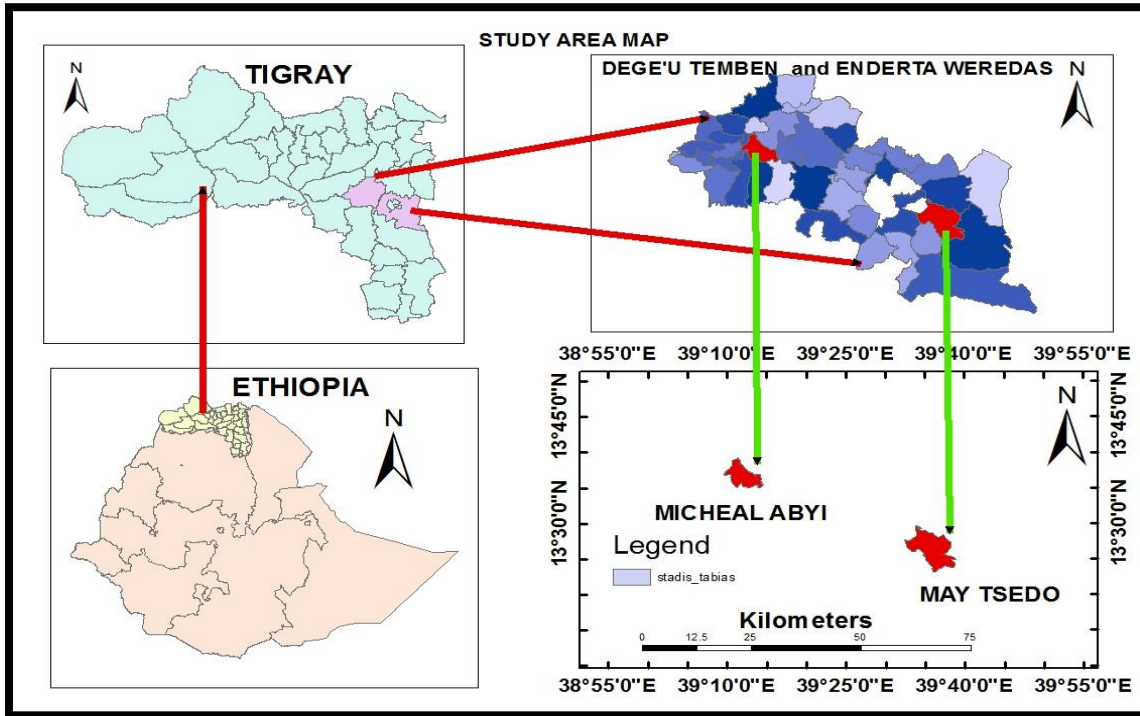 STUDY AREA MAP
N
TIGRAY
DEGE'U TEMBEN and ENDERTA WEREDAS
N
ETHIOPIA
N
38°55'0"E 39°10'0"E 39°25'0"E 39°40'0"E 39°55'0"E
13°45'0"N
13°30'0"N
13°45'0"N
13°30'0"N
N
MICHEAL ABYI
Legend
stadis_tabias
MAY TSEDO
Kilometers
0 12.5 25 50 75
38°55'0"E 39°10'0"E 39°25'0"E 39°40'0"E 39°55'0"E